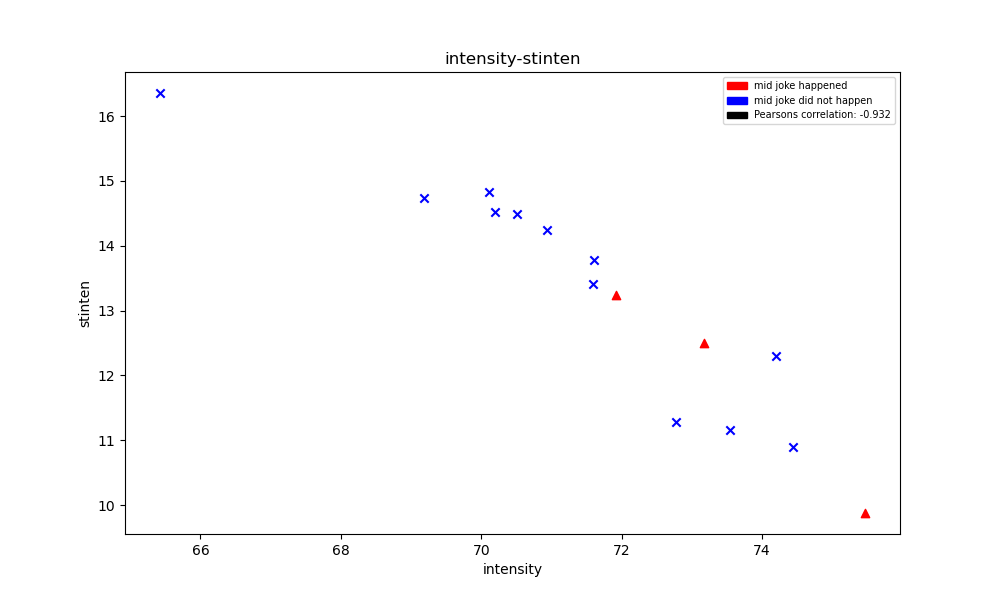 intensity-stinten
mid joke happened
mid joke did not happen
Pearsons correlation: -0.932
16
15
14
13
12
11
10
stinten
66
68
70
72
74
intensity